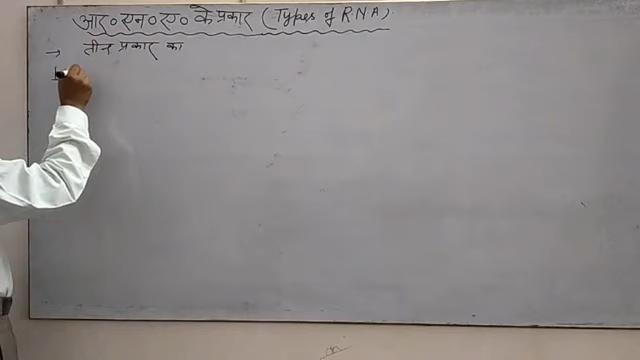 आर० एन० ए० के प्रकार (Types of RNA)
→ तीन प्रकार का